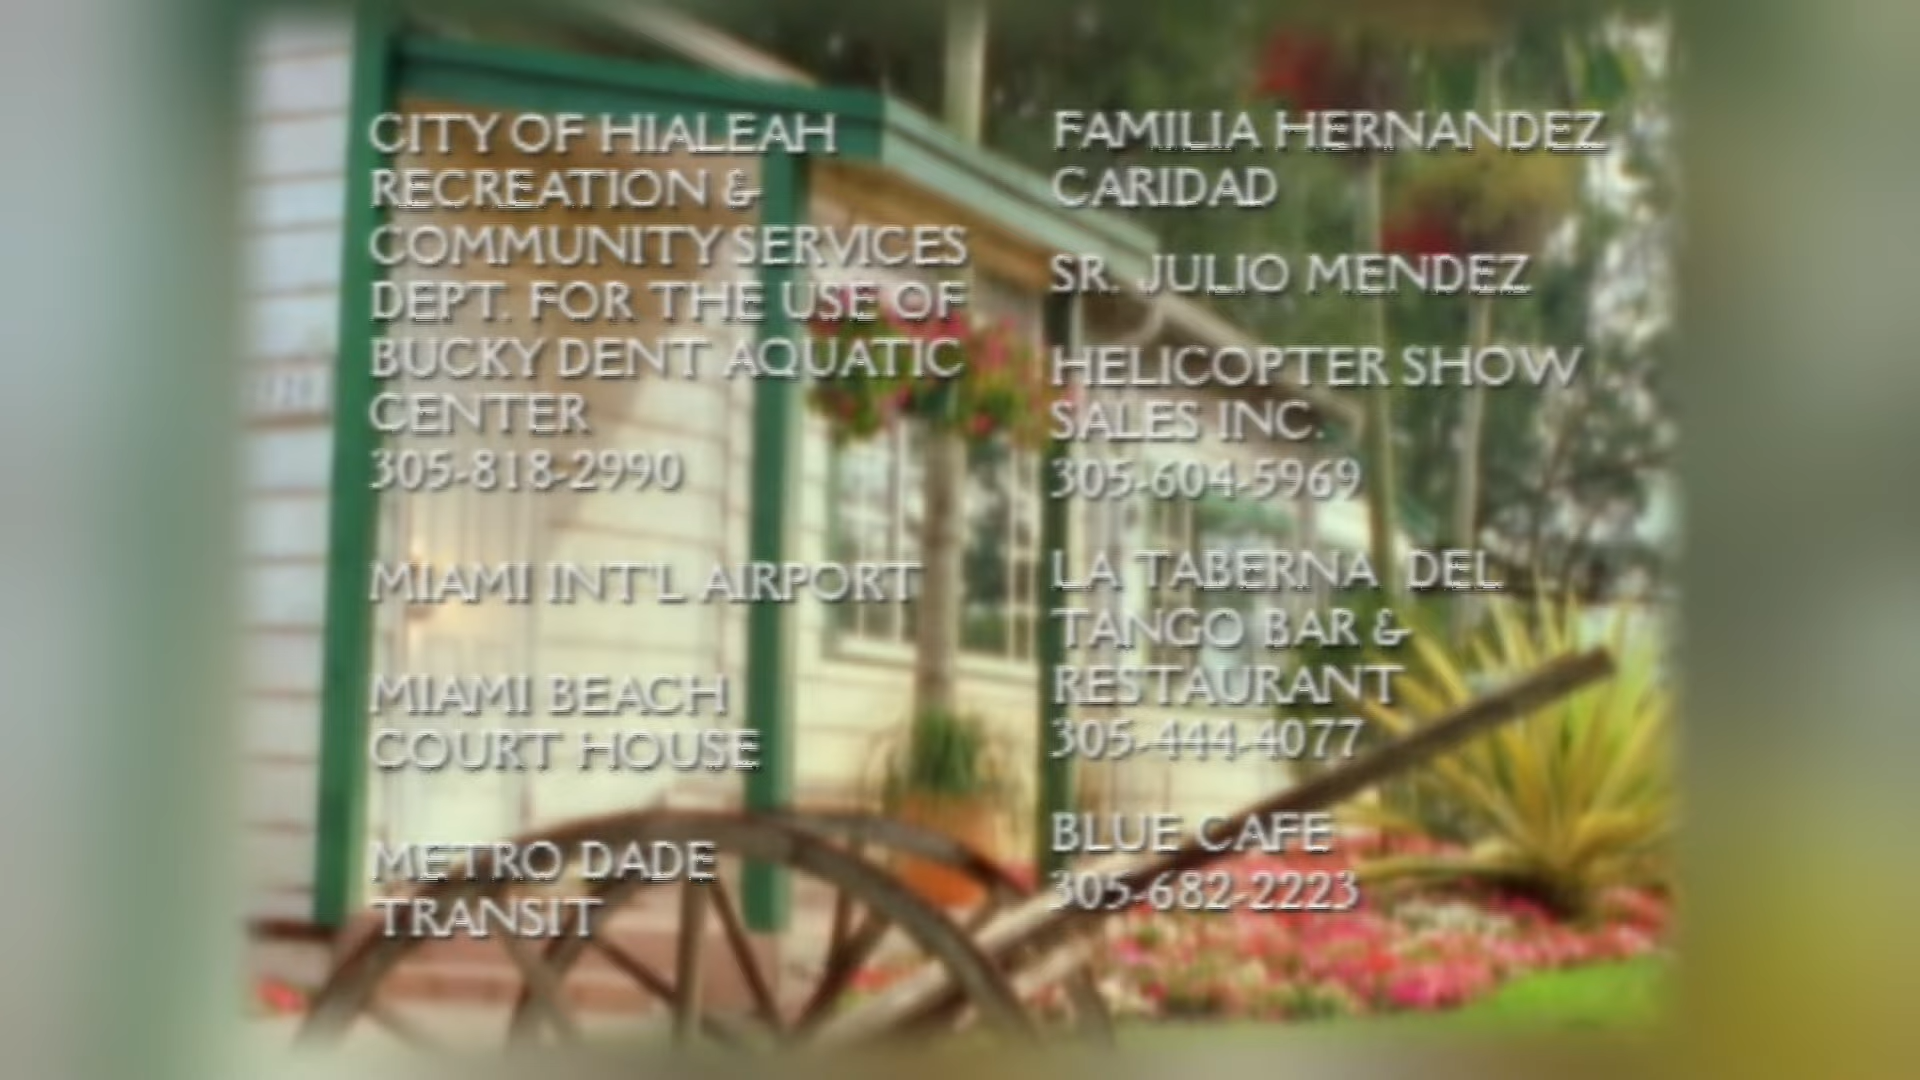 CITY OF HIALEAH
RECREATION &
COMMUNITY SERVICES
DEPT. FOR THE USE OF
BUCKY DENT AQUATIC
CENTER
305-818-2990
MIAMI INT'L AIRPORT
MIAMI BEACH
COURT HOUSE
METRO DADE
TRANSIT
FAMILIA HERNANDEZ
CARIDAD
SR. JULIO MENDEZ
HELICOPTER SHOW
SALES INC.
305-604-5969
LA TABERNA DEL
TANGO BAR &
RESTAURANT
305-444-4077
BLUE CAFE
305-682-2223